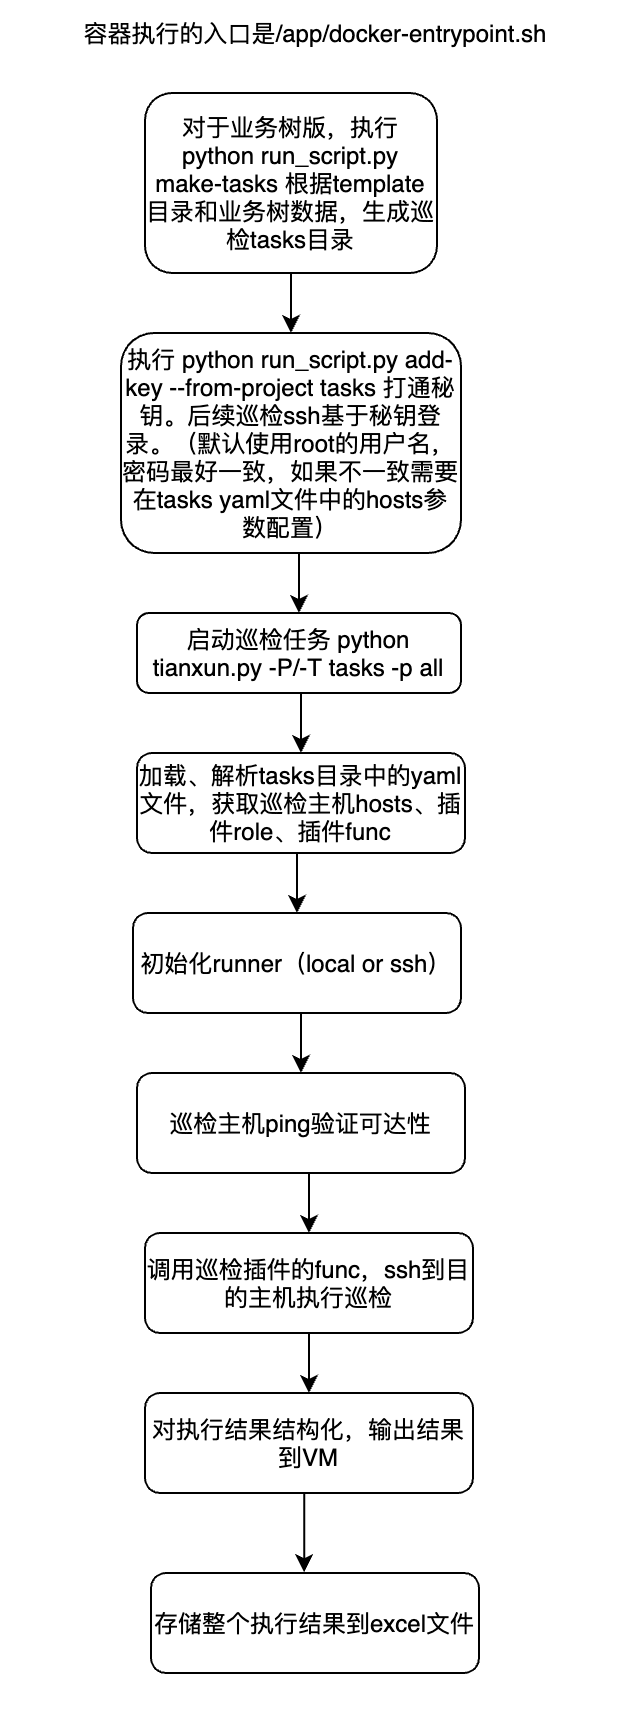 容器执行的入口是/app/docker-entrypoint.sh
对于业务树版，执行
python run_script.py
make-tasks 根据template
目录和业务树数据，生成巡
检tasks目录
执行 python run_script.py add-
key --from-project tasks 打通秘
钥。后续巡检ssh基于秘钥登
录。（默认使用root的用户名，
密码最好一致，如果不一致需要
在tasks yaml文件中的hosts参
数配置）
启动巡检任务 python
tianxun.py -P/-T tasks -p all
加载、解析tasks目录中的yaml
文件，获取巡检主机hosts、插
件role、插件func
初始化runner（local or ssh）
巡检主机ping验证可达性
调用巡检插件的func，ssh到目
的主机执行巡检
对执行结果结构化，输出结果
到VM
存储整个执行结果到excel文件